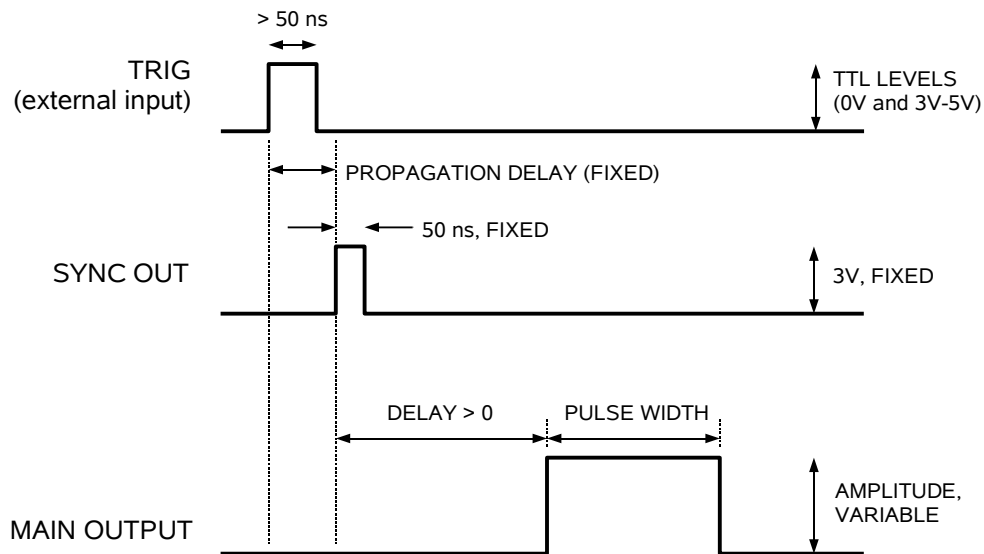 > 50 ns
TRIG
(external input)
TTL LEVELS
(0V and 3V-5V)
PROPAGATION DELAY (FIXED)
50 ns, FIXED
SYNC OUT
3V, FIXED
DELAY > 0
PULSE WIDTH
MAIN OUTPUT
AMPLITUDE,
VARIABLE